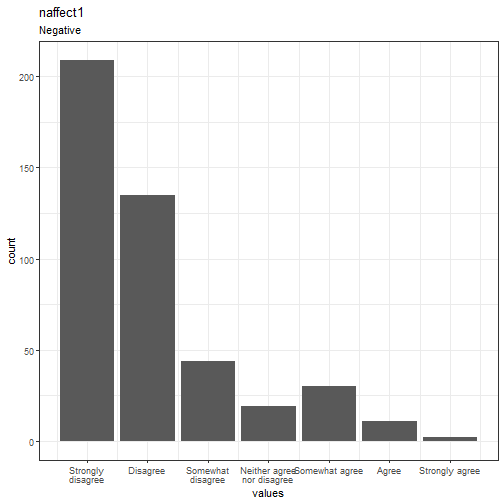 naffect1
Negative
count
200
150
100
50
0
Strongly
disagree
Disagree
Somewhat
disagree
Neither agree
nor disagree
Somewhat agree
Agree
Strongly agree
values